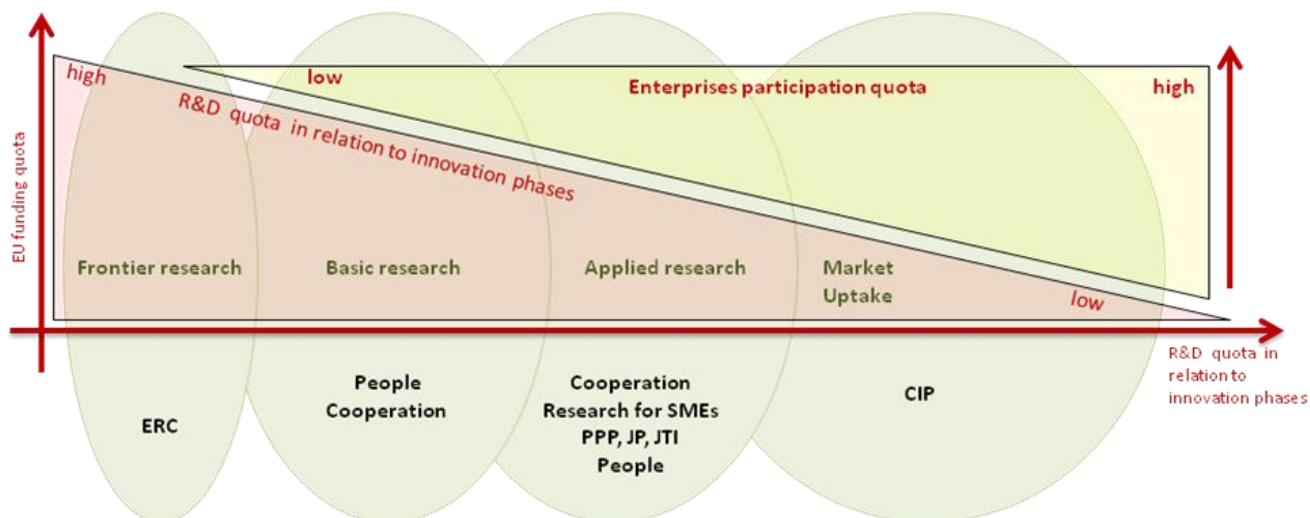 EU funding quota
high
low
Enterprises participation quota
high
R&D quota in relation to innovation phases
Frontier research
Basic research
Applied research
Market
Uptake
low
R&D quota in
relation to
innovation phases
ERC
People
Cooperation
Cooperation
Research for SMEs
PPP, JP, JTI
People
CIP